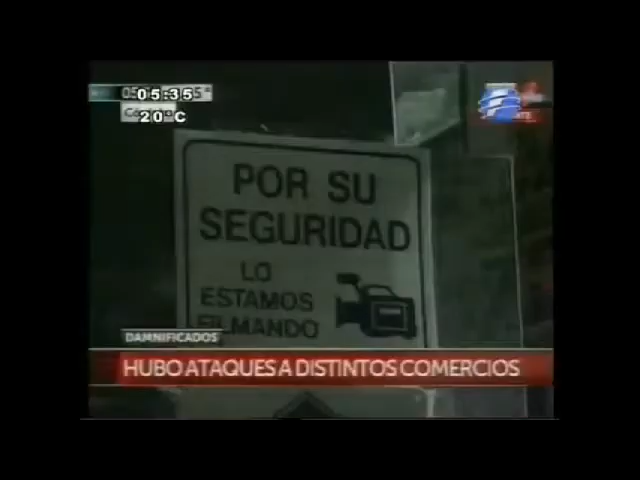 05:35
20°C
POR SU
SEGURIDAD
LO
ESTAMOS
FILMANDO
DAMNIFICADOS
HUBO ATAQUES A DISTINTOS COMERCIOS